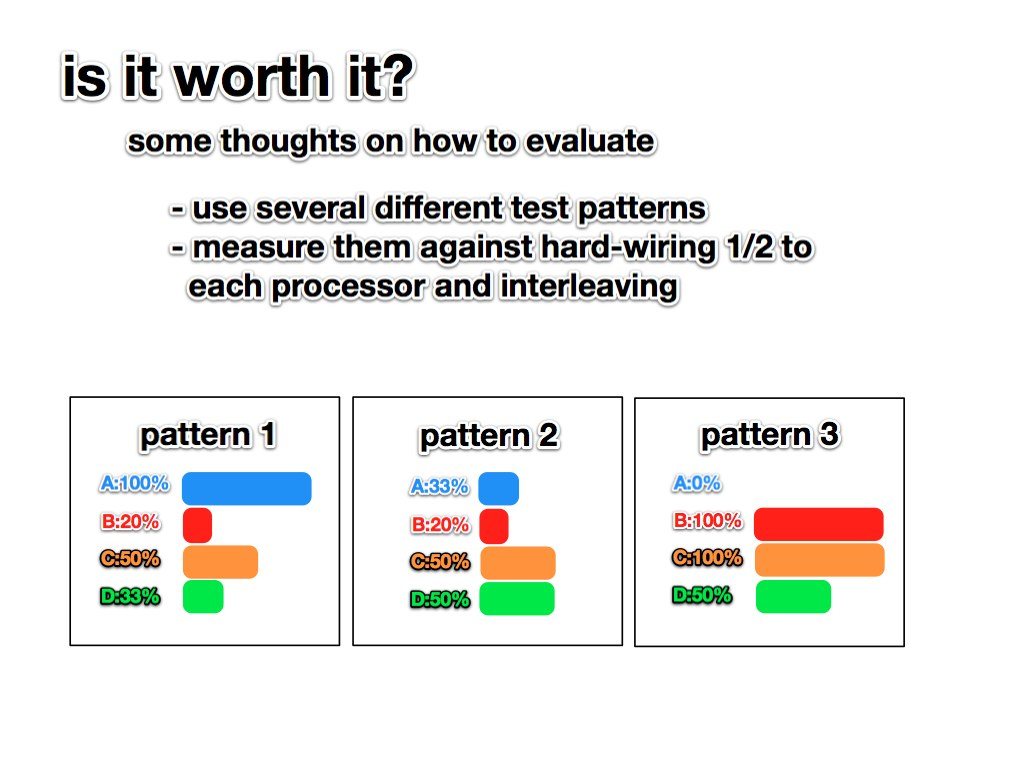 is it worth it?
some thoughts on how to evaluate
- use several different test patterns
- measure them against hard-wiring 1/2 to
each processor and interleaving
pattern 1
A:100%
B:20%
C:50%
D:33%
pattern 2
A:33%
B:20%
C:50%
D:50%
pattern 3
A:0%
B:100%
C:100%
D:50%